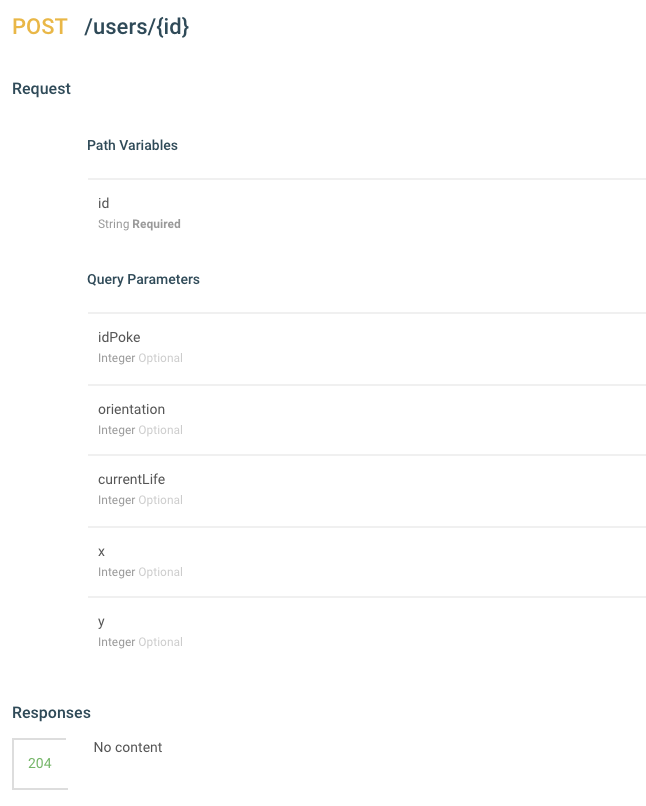 POST /users/{id}
Request
Path Variables
id
String Required
Query Parameters
idPoke
Integer Optional
orientation
Integer Optional
currentLife
Integer Optional
x
Integer Optional
y
Integer Optional
Responses
204 No content